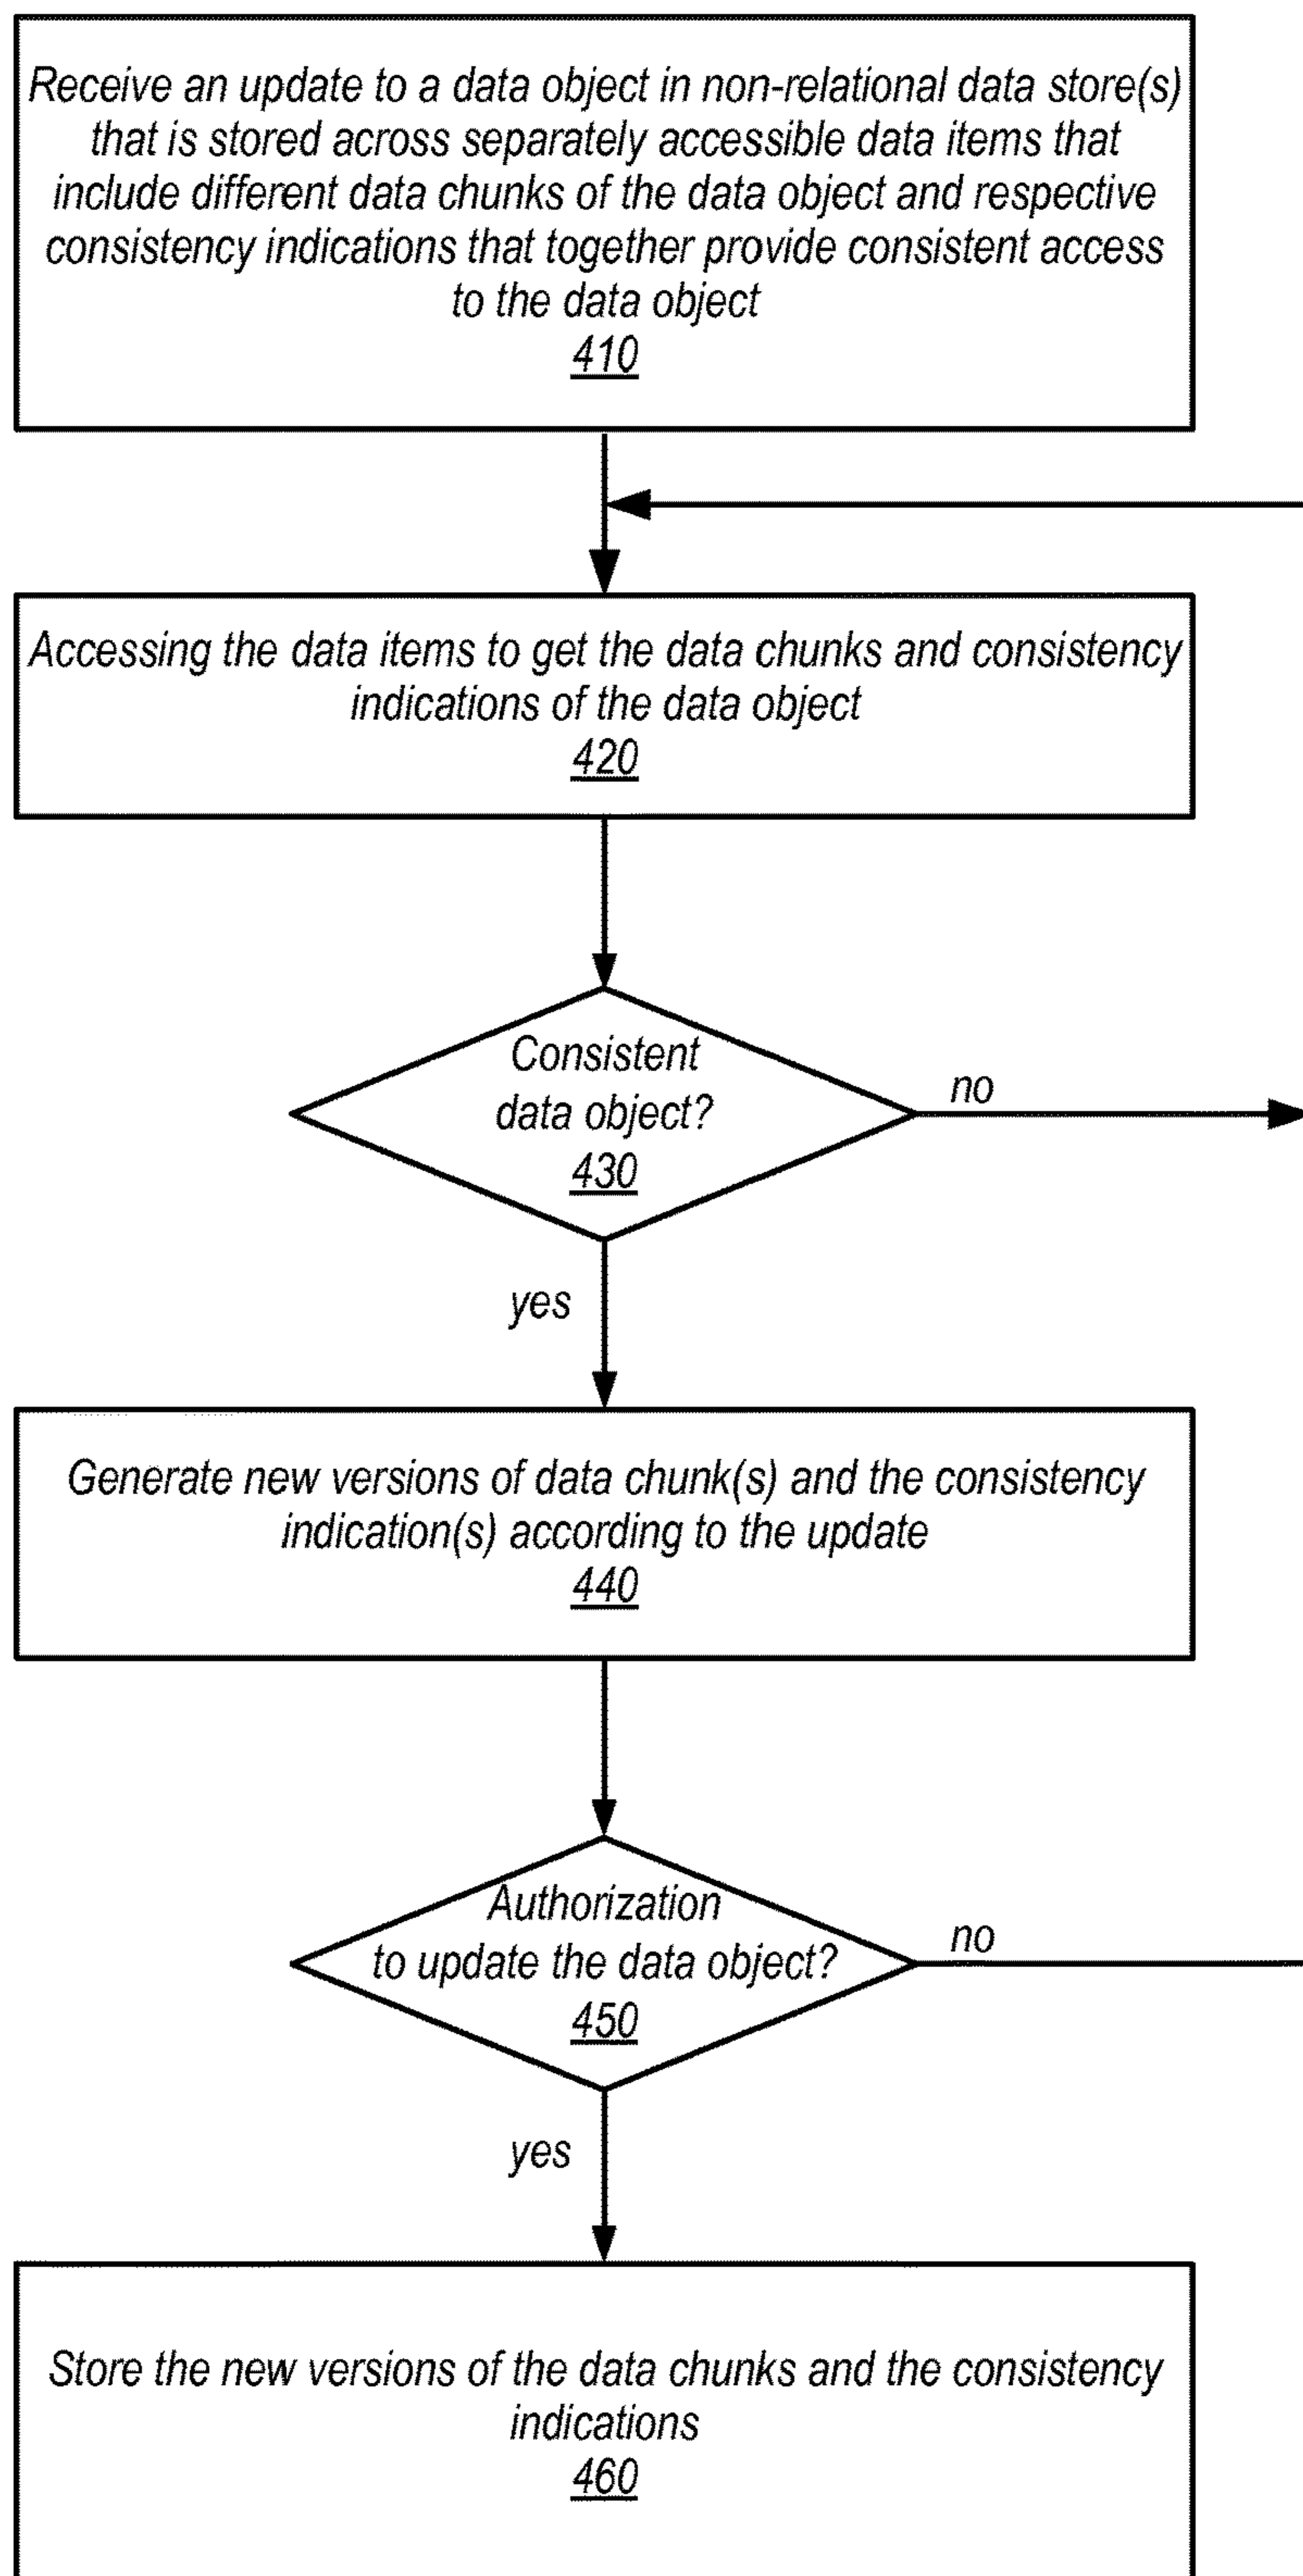 Receive an update to a data object in non-relational data store(s)
that is stored across separately accessible data items that
include different data chunks of the data object and respective
consistency indications that together provide consistent access
to the data object
410
Accessing the data items to get the data chunks and consistency
indications of the data object
420
Consistent
data object?
430
no
yes
Generate new versions of data chunk(s) and the consistency
indication(s) according to the update
440
Authorization
to update the data object?
450
no
yes
Store the new versions of the data chunks and the consistency
indications
460